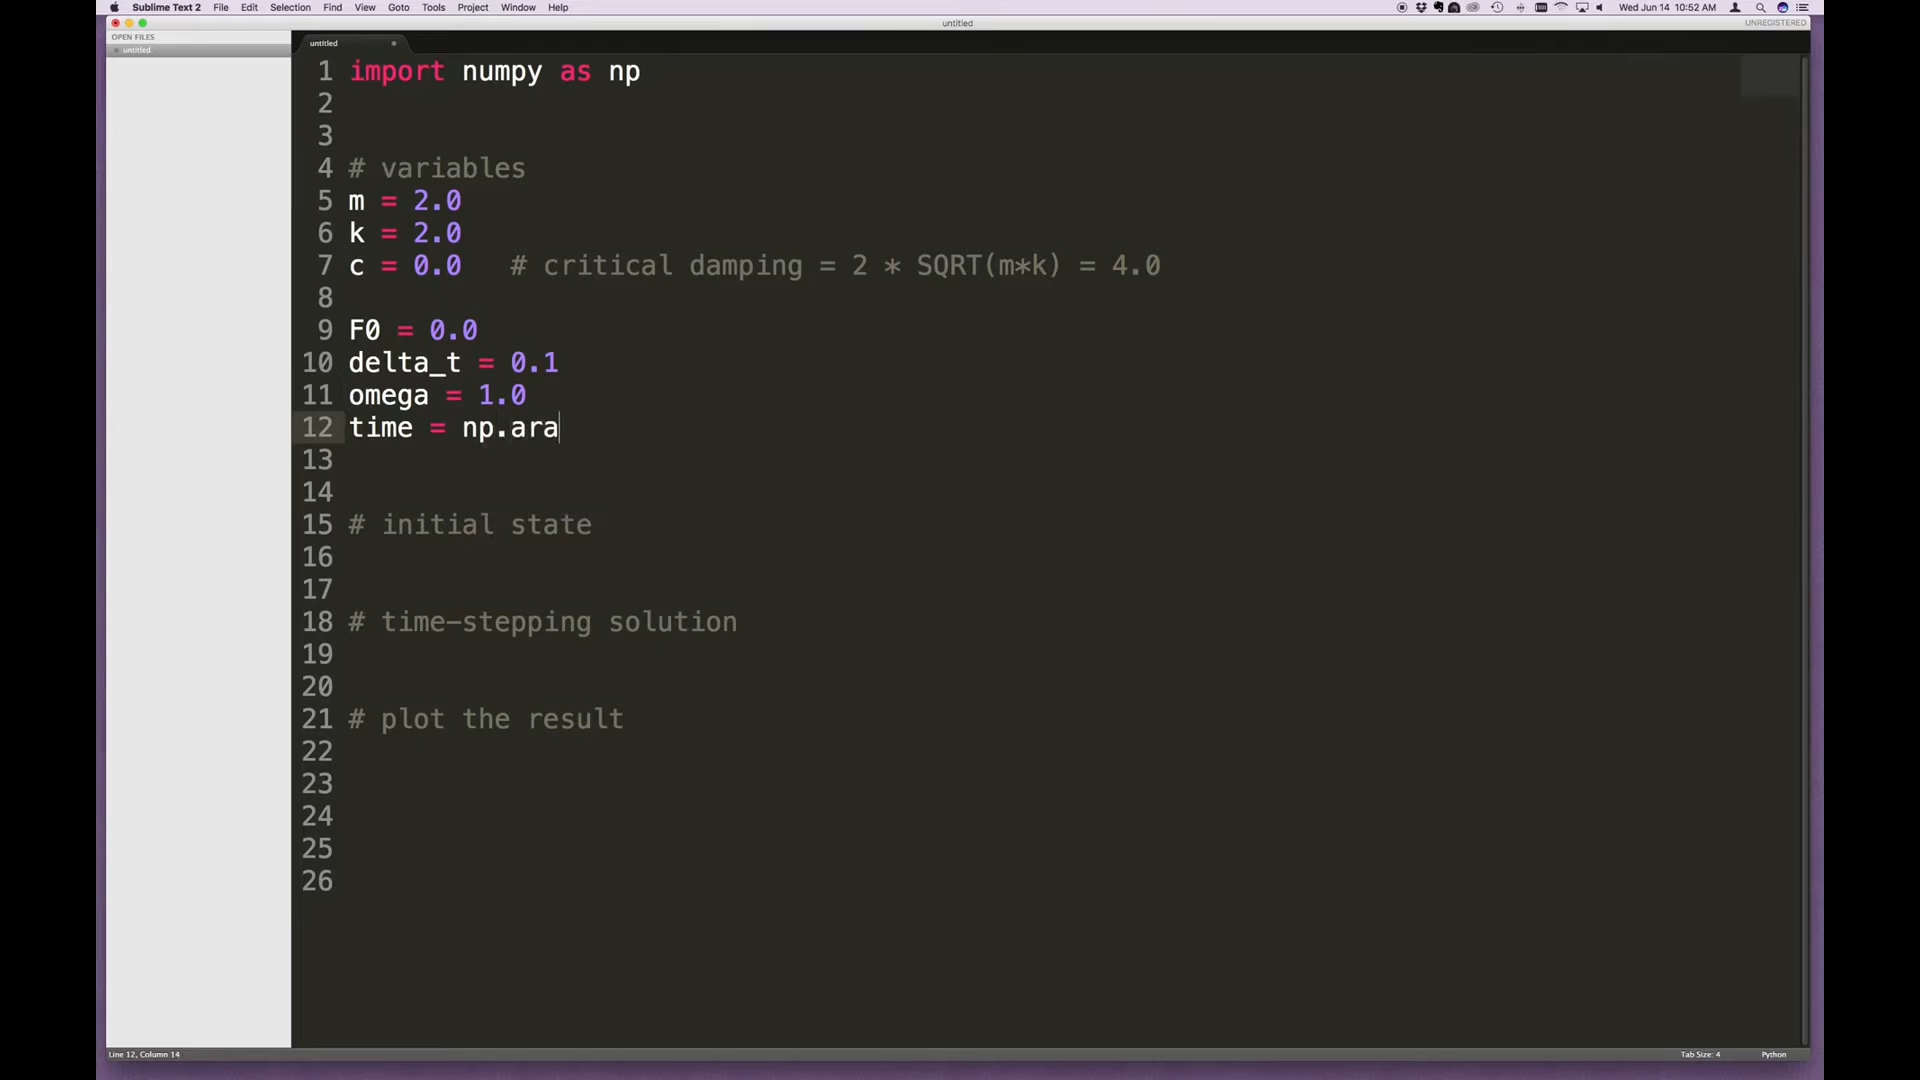 Sublime Text 2 File Edit Selection Find View Goto Tools Project Window Help Wed Jun 14 10:52 AM
untitled UNREGISTERED
OPEN FILES
untitled
untitled
1 import numpy as np
2
3
4 # variables
5 m = 2.0
6 k = 2.0
7 c = 0.0 # critical damping = 2 * SQRT(m*k) = 4.0
8
9 F0 = 0.0
10 delta_t = 0.1
11 omega = 1.0
12 time = np.ara
13
14
15 # initial state
16
17
18 # time-stepping solution
19
20
21 # plot the result
22
23
24
25
26
Line 12, Column 14 Tab Size: 4 Python